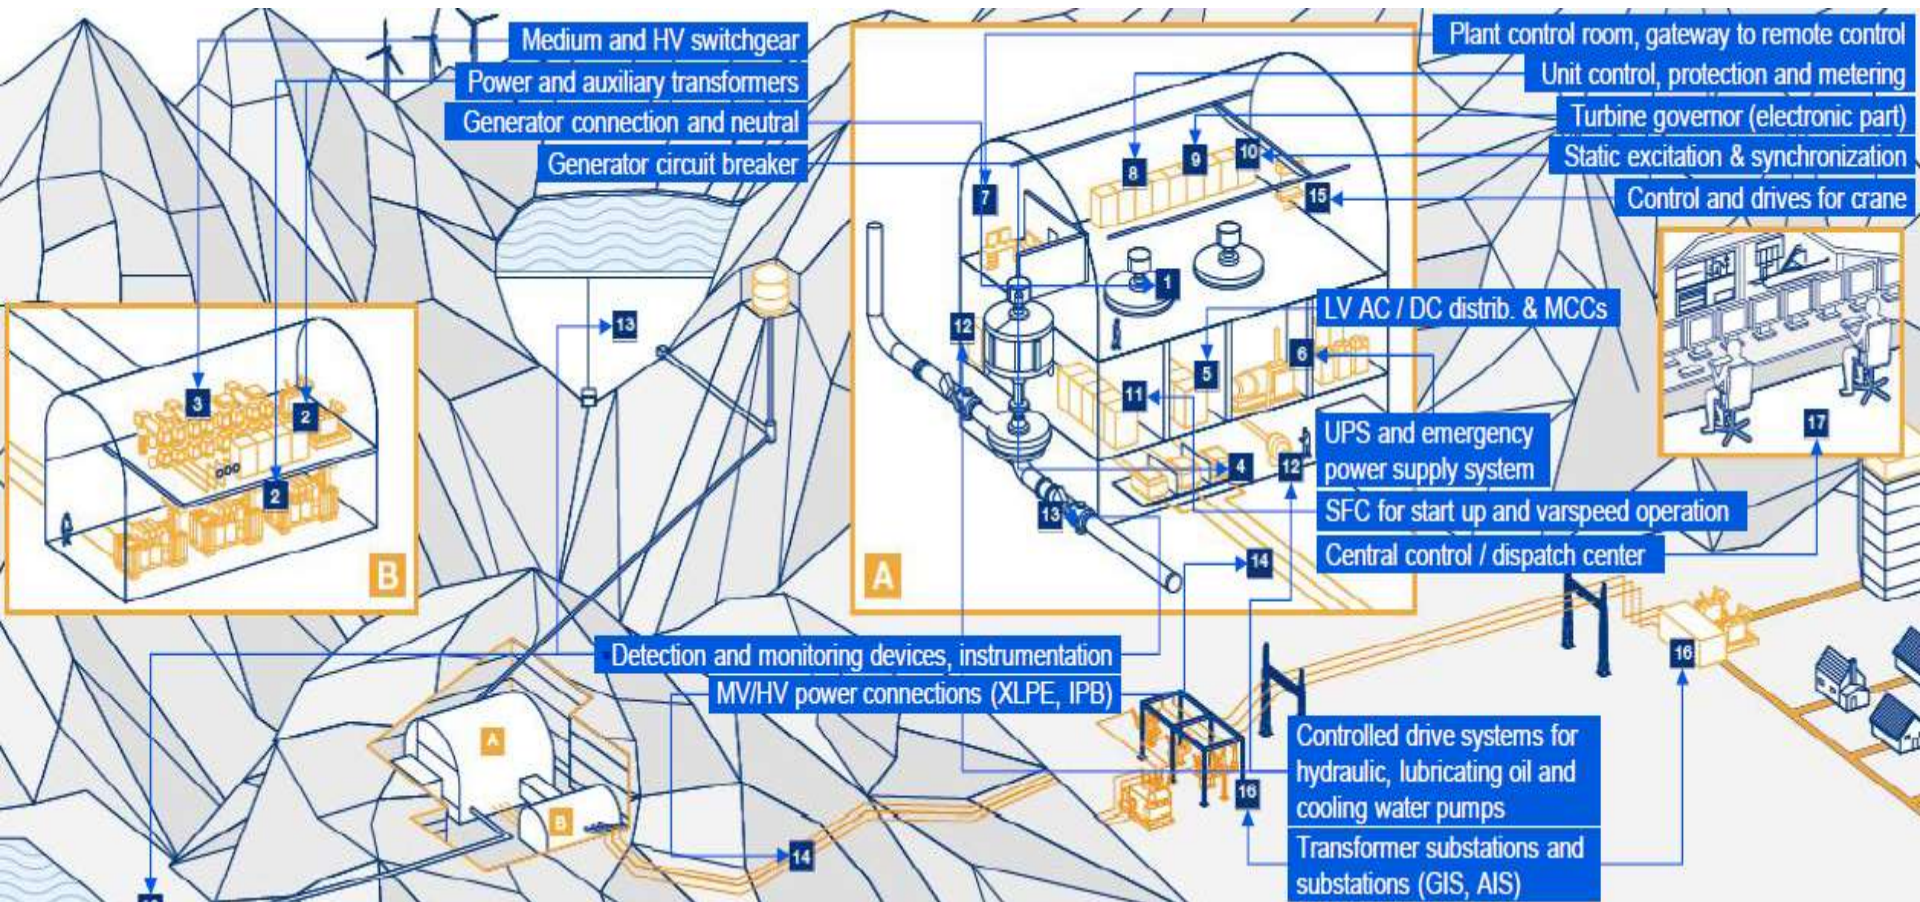 Medium and HV switchgear
Power and auxiliary transformers
Generator connection and neutral
Generator circuit breaker
Plant control room, gateway to remote control
Unit control, protection and metering
Turbine governor (electronic part)
Static excitation & synchronization
Control and drives for crane
7
8
9
10
15
1
12
13
LV AC / DC distrib. & MCCs
6
5
11
3
2
2
UPS and emergency
power supply system
17
4
12
13
SFC for start up and varspeed operation
Central control / dispatch center
14
B
A
Detection and monitoring devices, instrumentation
MV/HV power connections (XLPE, IPB)
16
A
B
Controlled drive systems for
hydraulic, lubricating oil and
cooling water pumps
16
14
Transformer substations and
substations (GIS, AIS)